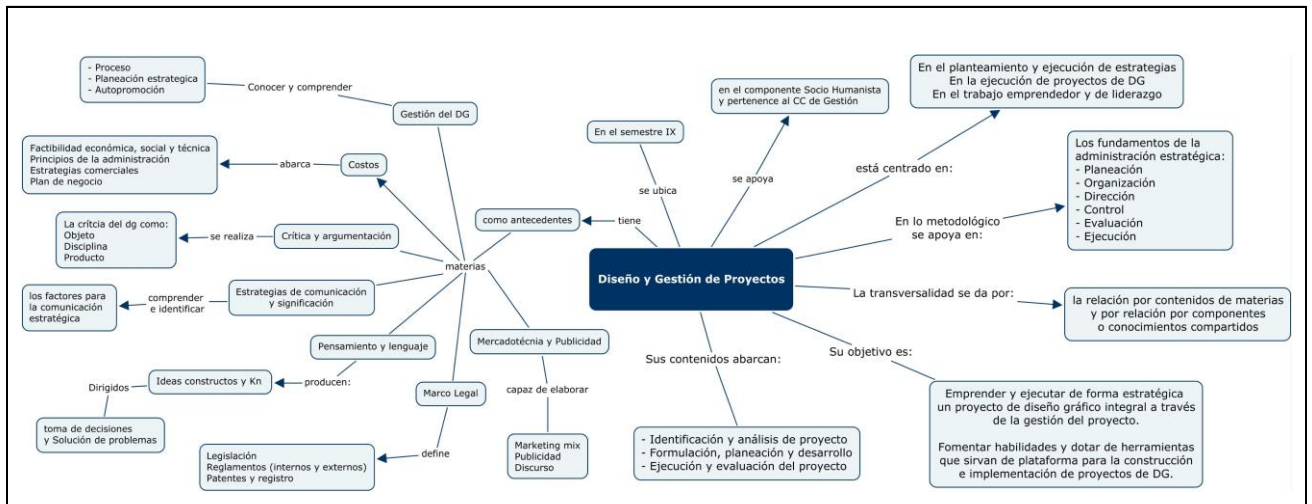 - Proceso
- Planeación estrategica
- Autopromoción
Conocer y comprender
Gestión del DG
Factibilidad económica, social y técnica
Principios de la administración
Estrategias comerciales
Plan de negocio
abarca
Costos
La crítcia del dg como:
Objeto
Disciplina
Producto
se realiza
Crítica y argumentación
materias
los factores para
la comunicación
estratégica
comprender
e identificar
Estrategias de comunicación
y significación
Pensamiento y lenguaje
producen:
Ideas constructos y Kn
Dirigidos
toma de decisiones
y Solución de problemas
Marco Legal
define
Legislación
Reglamentos (internos y externos)
Patentes y registro
Mercadotécnia y Publicidad
capaz de elaborar
Marketing mix
Publicidad
Discurso
como antecedentes
tiene
En el semestre IX
se ubica
en el componente Socio Humanista
y pertenence al CC de Gestión
se apoya
Diseño y Gestión de Proyectos
En el planteamiento y ejecución de estrategias
En la ejecución de proyectos de DG
En el trabajo emprendedor y de liderazgo
está centrado en:
Los fundamentos de la
administración estratégica:
- Planeación
- Organización
- Dirección
- Control
- Evaluación
- Ejecución
En lo metodológico
se apoya en:
La transversalidad se da por:
la relación por contenidos de materias
y por relación por componentes
o conocimientos compartidos
Su objetivo es:
Emprender y ejecutar de forma estratégica
un proyecto de diseño gráfico integral a través
de la gestión del proyecto.
Fomentar habilidades y dotar de herramientas
que sirvan de plataforma para la construcción
e implementación de proyectos de DG.
Sus contenidos abarcan:
- Identificación y análisis de proyecto
- Formulación, planeación y desarrollo
- Ejecución y evaluación del proyecto